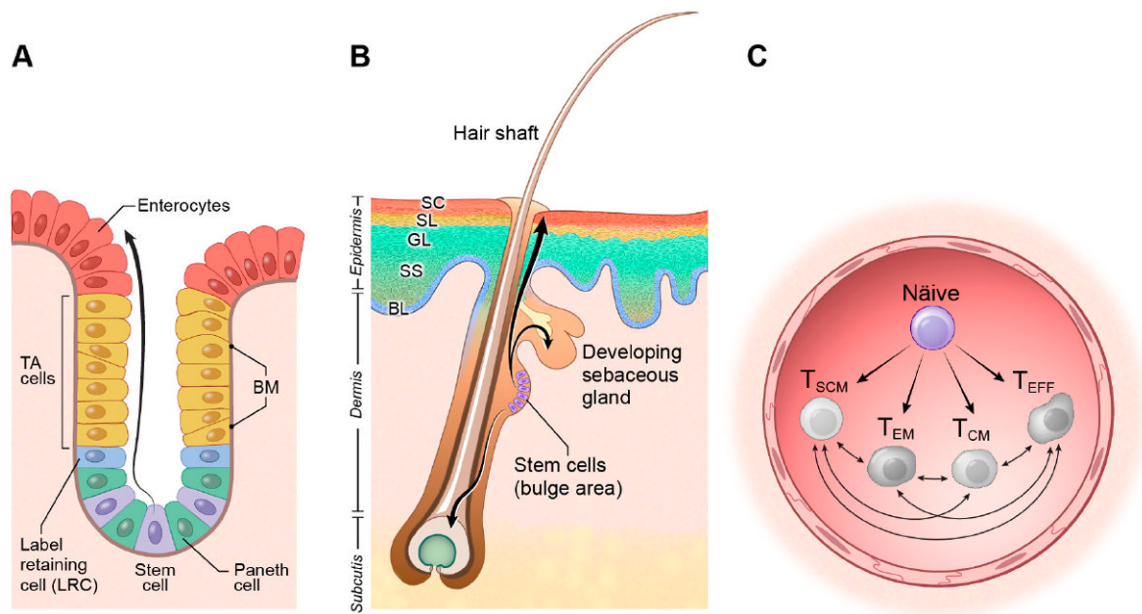 A
Enterocytes
TA
cells
BM
Label
retaining
cell (LRC)
Stem
cell
Paneth
cell
B
Hair shaft
Epidermis
Dermis
Subcutis
SC
SL
GL
SS
BL
Developing
sebaceous
gland
Stem cells
(bulge area)
C
Näive
TSCM
TEM
TCM
TEFF